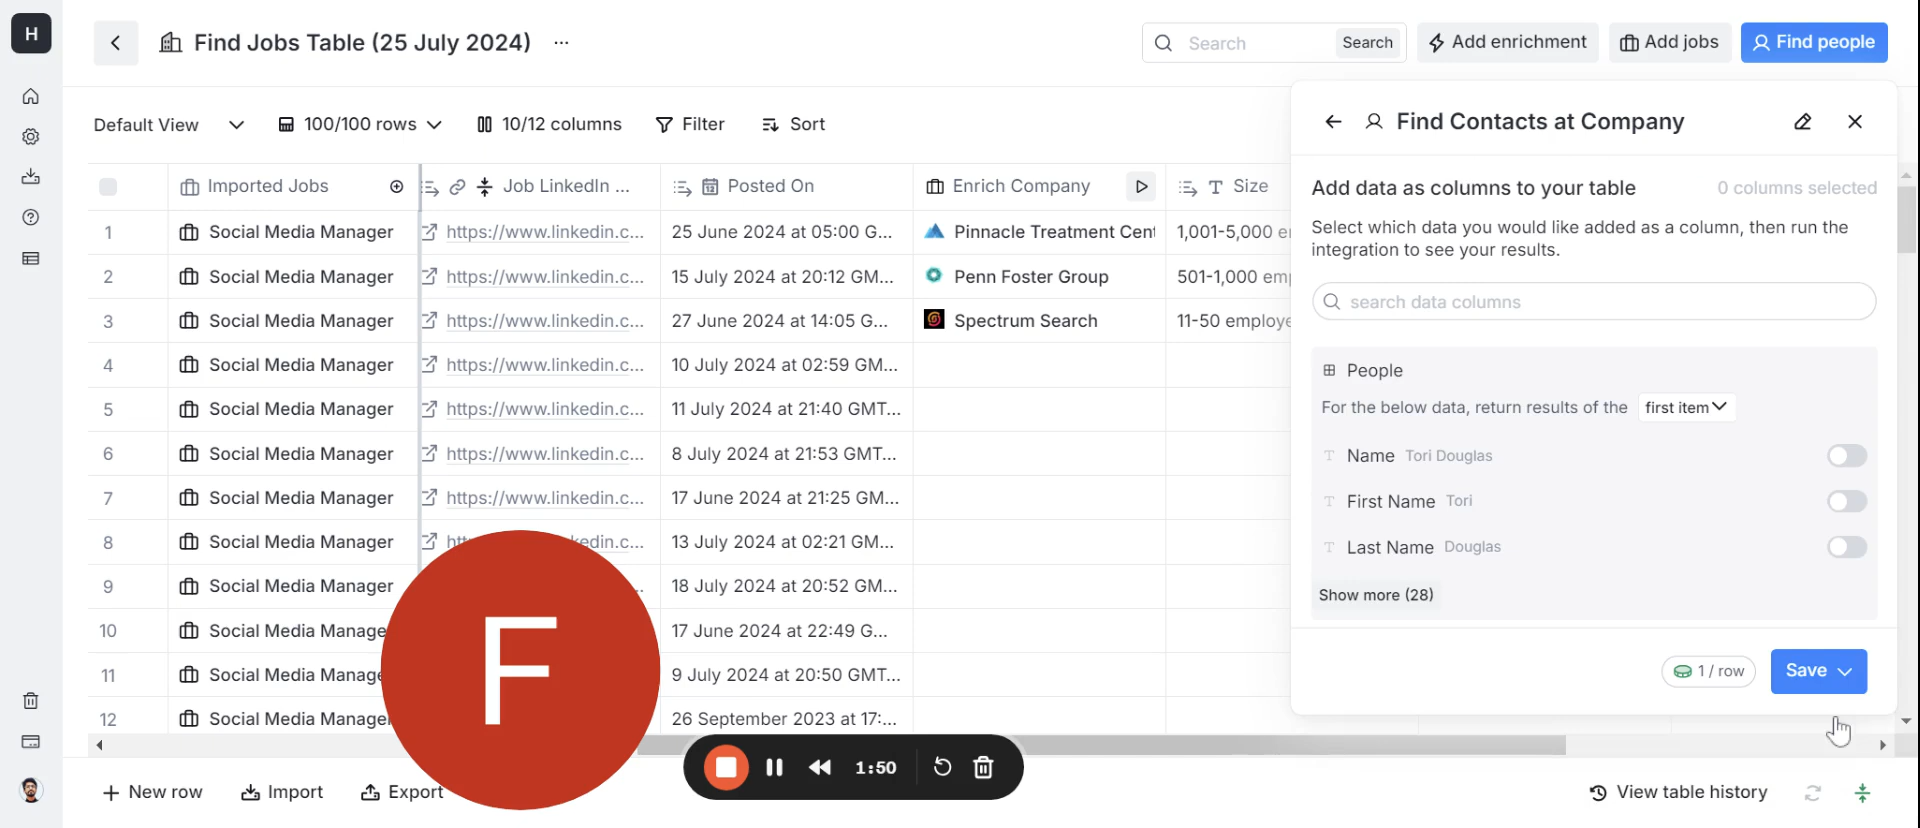 H
Find Jobs Table (25 July 2024) ...
Search Search
Add enrichment
Add jobs
Find people
Default View
100/100 rows
10/12 columns
Filter
Sort
Imported Jobs Job LinkedIn ... Posted On Enrich Company T Size
1 Social Media Manager https://www.linkedin.c... 25 June 2024 at 05:00 G... Pinnacle Treatment Cent 1,001-5,000 e
2 Social Media Manager https://www.linkedin.c... 15 July 2024 at 20:12 GM... Penn Foster Group 501-1,000 em
3 Social Media Manager https://www.linkedin.c... 27 June 2024 at 14:05 G... Spectrum Search 11-50 employe
4 Social Media Manager https://www.linkedin.c... 10 July 2024 at 02:59 GM...
5 Social Media Manager https://www.linkedin.c... 11 July 2024 at 21:40 GMT...
6 Social Media Manager https://www.linkedin.c... 8 July 2024 at 21:53 GMT...
7 Social Media Manager https://www.linkedin.c... 17 June 2024 at 21:25 GM...
8 Social Media Manager htt kedin.c... 13 July 2024 at 02:21 GM...
9 Social Media Manager 18 July 2024 at 20:52 GM...
10 Social Media Manage 17 June 2024 at 22:49 G...
11 Social Media Manage 9 July 2024 at 20:50 GMT...
12 Social Media Manage 26 September 2023 at 17:...
F
1:50
New row
Import
Export
View table history
Find Contacts at Company
Add data as columns to your table 0 columns selected
Select which data you would like added as a column, then run the
integration to see your results.
search data columns
People
For the below data, return results of the first item
T Name Tori Douglas
T First Name Tori
T Last Name Douglas
Show more (28)
1 / row
Save